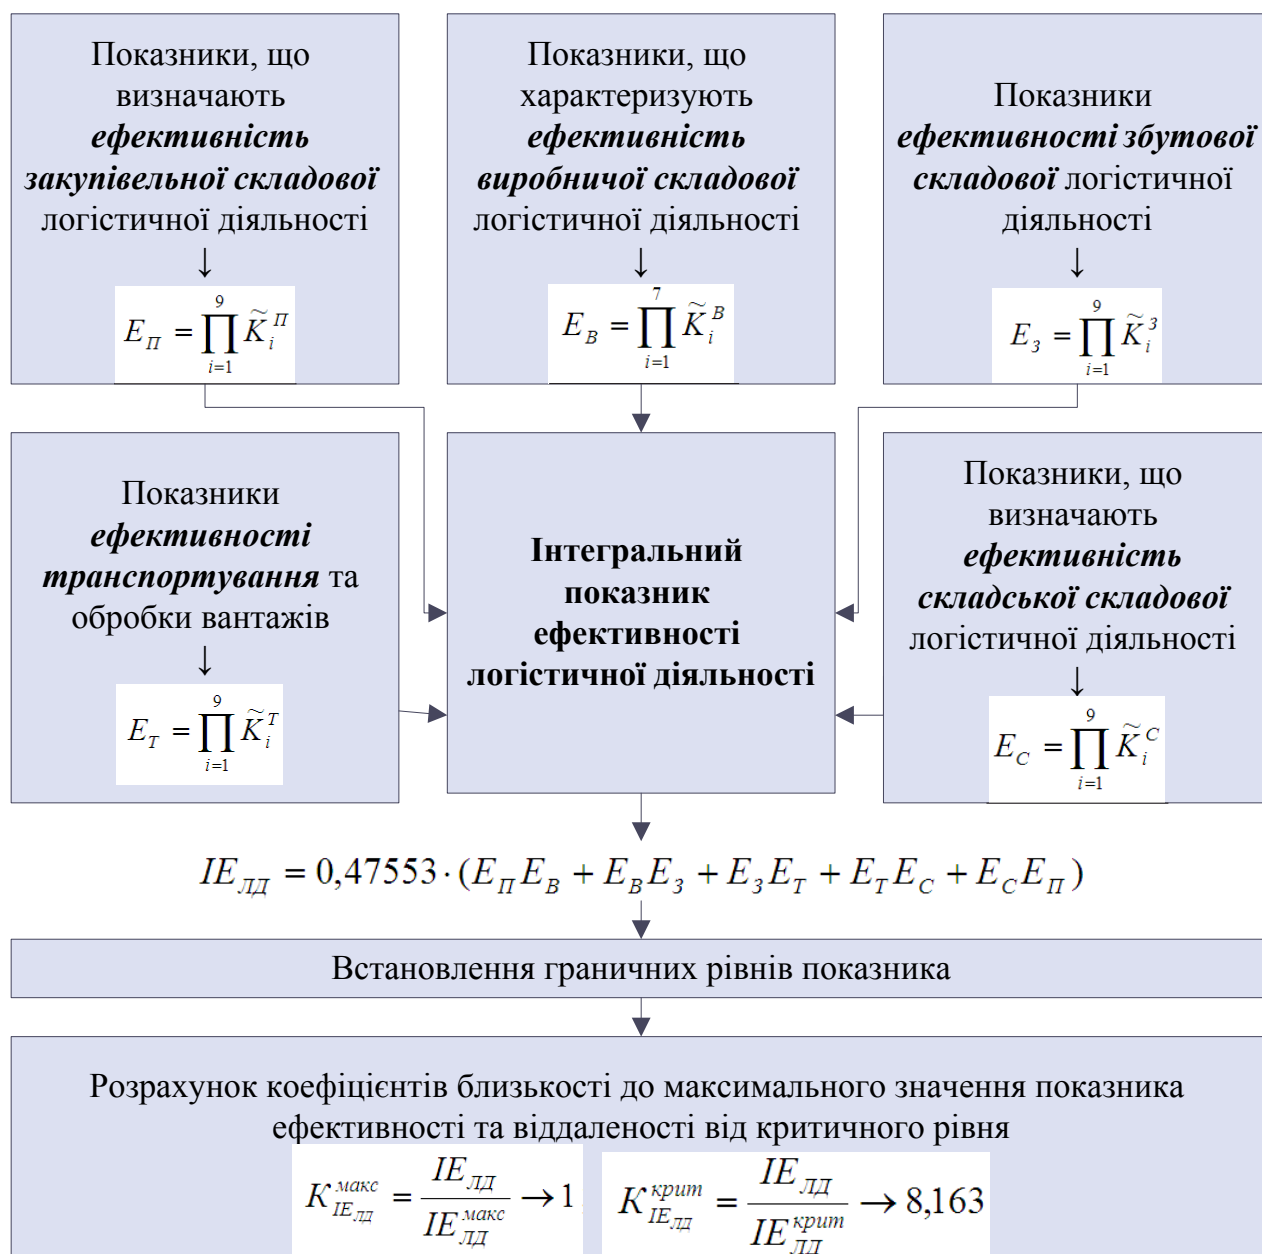 Показники, що
визначають
ефективність
закупівельної складової
логістичної діяльності
↓
E_П = ∏_{i=1}^{9} K̃_i^П
Показники, що
характеризують
ефективність
виробничої складової
логістичної діяльності
↓
E_В = ∏_{i=1}^{7} K̃_i^В
Показники
ефективності збутової
складової логістичної
діяльності
↓
E_З = ∏_{i=1}^{9} K̃_i^З
Показники
ефективності
транспортування та
обробки вантажів
↓
E_Т = ∏_{i=1}^{9} K̃_i^Т
Інтегральний
показник
ефективності
логістичної діяльності
Показники, що
визначають
ефективність
складської складової
логістичної діяльності
↓
E_С = ∏_{i=1}^{9} K̃_i^С
IE_ЛД = 0,47553 · (E_П E_В + E_В E_З + E_З E_Т + E_Т E_С + E_С E_П)
Встановлення граничних рівнів показника
Розрахунок коефіцієнтів близькості до максимального значення показника
ефективності та віддаленості від критичного рівня
K_{IE_ЛД}^{макс} = IE_ЛД / IE_ЛД^{макс} → 1
K_{IE_ЛД}^{крит} = IE_ЛД / IE_ЛД^{крит} → 8,163